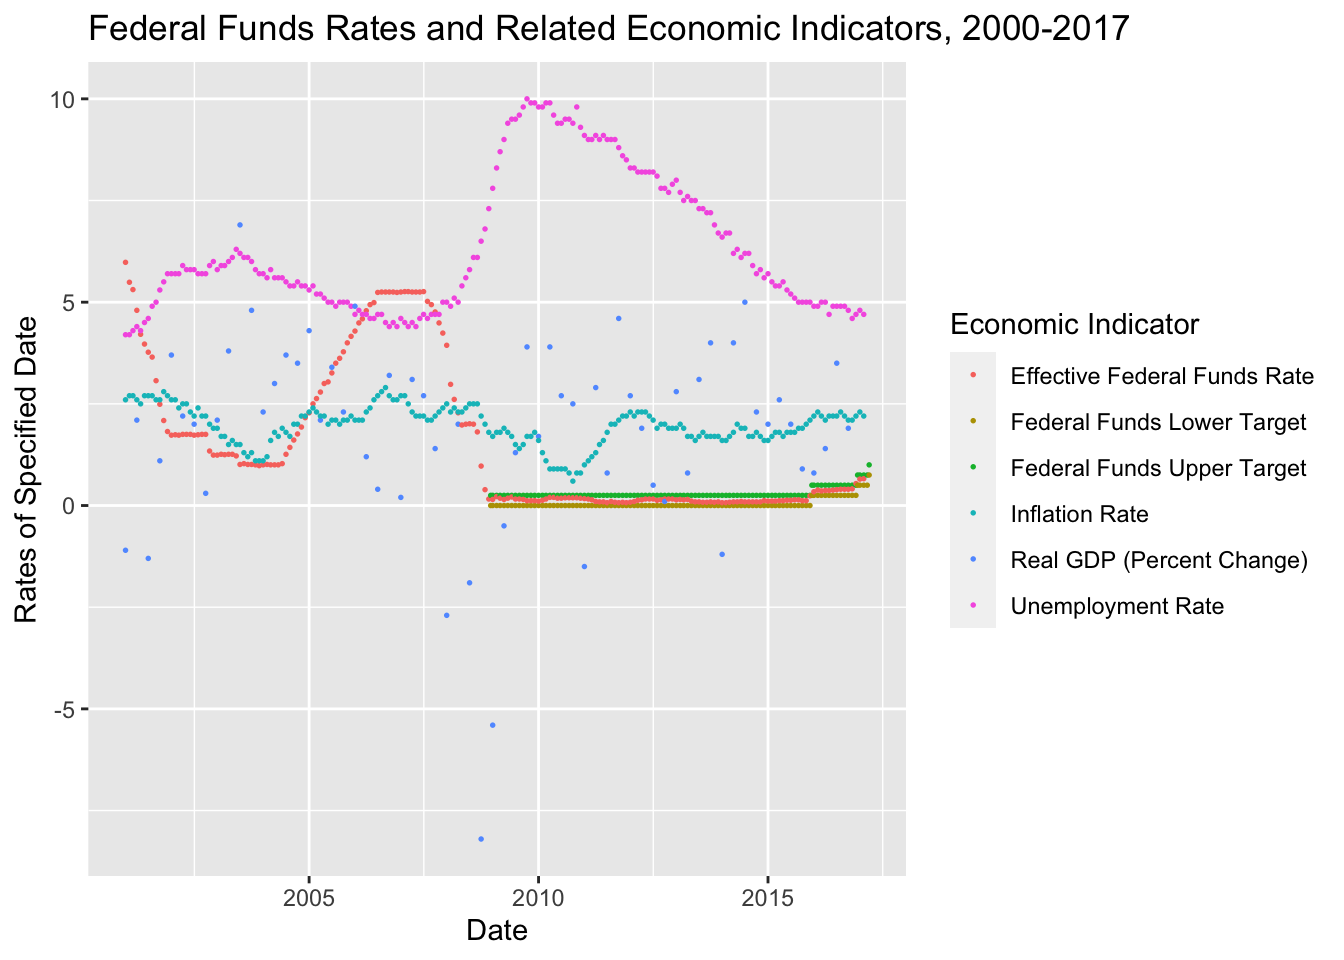 Federal Funds Rates and Related Economic Indicators, 2000-2017
10
5
0
-5
Rates of Specified Date
2005
2010
2015
Date
Economic Indicator
Effective Federal Funds Rate
Federal Funds Lower Target
Federal Funds Upper Target
Inflation Rate
Real GDP (Percent Change)
Unemployment Rate